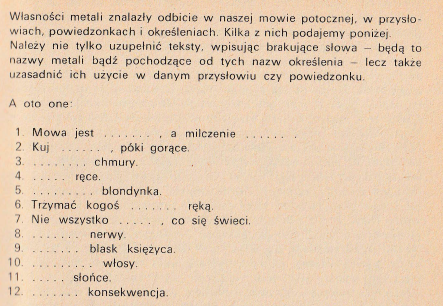 Własności metali znalazły odbicie w naszej mowie potocznej, w przysło-
wiach, powiedzonkach i określeniach. Kilka z nich podajemy poniżej.
Należy nie tylko uzupełnić teksty, wpisując brakujące słowa – będą to
nazwy metali bądź pochodzące od tych nazw określenia – lecz także
uzasadnić ich użycie w danym przysłowiu czy powiedzonku.
A oto one:
1. Mowa jest ........ , a milczenie ....... .
2. Kuj ...... , póki gorące.
3. ........ chmury.
4. ..... ręce.
5. ......... blondynka.
6. Trzymać kogoś ....... ręką.
7. Nie wszystko ...... , co się świeci.
8. ....... nerwy.
9. ....... blask księżyca.
10. ......... włosy.
11. ..... słońce.
12. ....... konsekwencja.